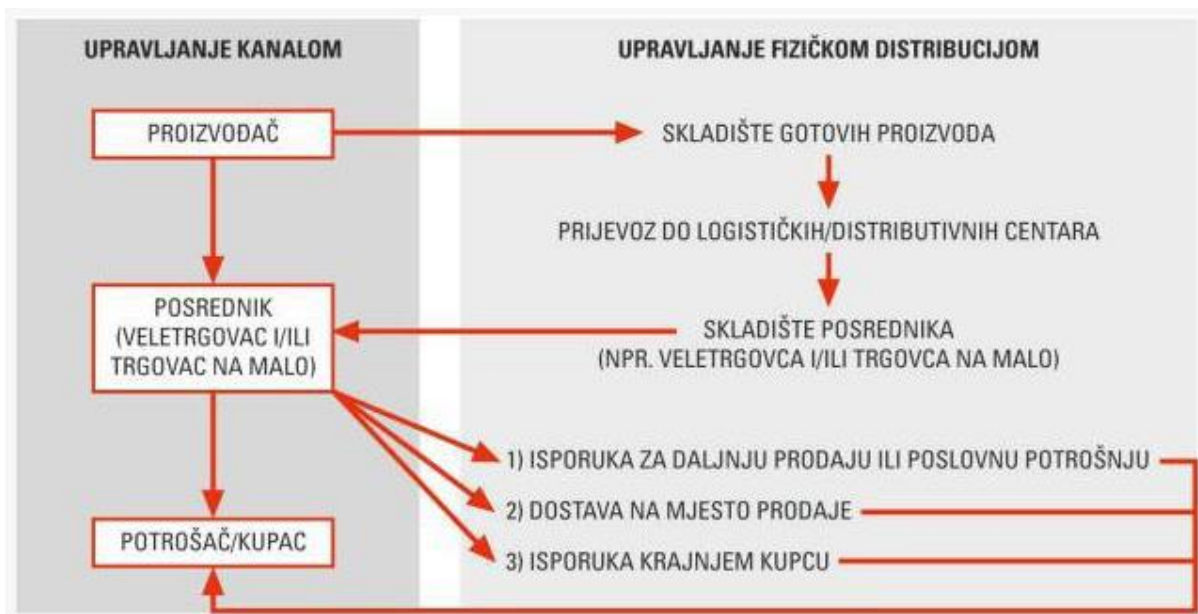 UPRAVLJANJE KANALOM
UPRAVLJANJE FIZIČKOM DISTRIBUCIJOM
PROIZVOĐAČ
SKLADIŠTE GOTOVIH PROIZVODA
PRIJEVOZ DO LOGISTIČKIH/DISTRIBUTIVNIH CENTARA
POSREDNIK
(VELETRGOVAC I/ILI
TRGOVAC NA MALO)
SKLADIŠTE POSREDNIKA
(NPR. VELETRGOVCA I/ILI TRGOVCA NA MALO)
1) ISPORUKA ZA DALJNJU PRODAJU ILI POSLOVNU POTROŠNJU
2) DOSTAVA NA MJESTO PRODAJE
3) ISPORUKA KRAJNJEM KUPCU
POTROŠAČ/KUPAC